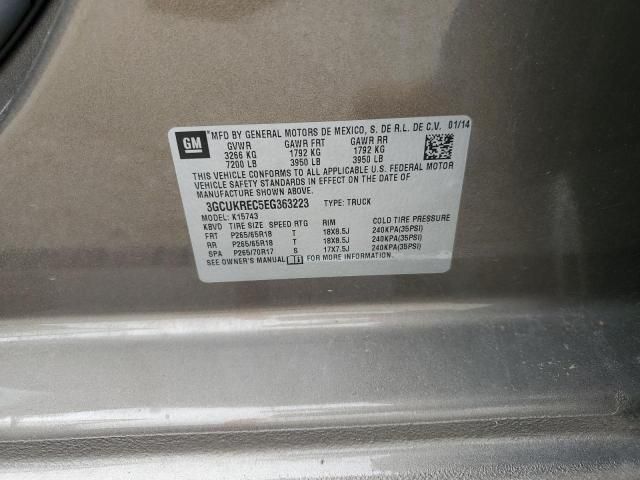 GM MFD BY GENERAL MOTORS DE MEXICO, S. DE R.L. DE C.V. 01/14
GVWR GAWR FRT GAWR RR
3266 KG 1792 KG 1792 KG
7200 LB 3950 LB 3950 LB
THIS VEHICLE CONFORMS TO ALL APPLICABLE U.S. FEDERAL MOTOR
VEHICLE SAFETY STANDARDS IN EFFECT ON THE DATE OF
MANUFACTURE SHOWN ABOVE.
3GCUKREC5EG363223 TYPE: TRUCK
MODEL: K15743
KBVD TIRE SIZE SPEED RTG RIM COLD TIRE PRESSURE
FRT P265/65R18 T 18X8.5J 240KPA(35PSI)
RR P265/65R18 T 18X8.5J 240KPA(35PSI)
SPA P265/70R17 S 17X7.5J 240KPA(35PSI)
SEE OWNER'S MANUAL FOR MORE INFORMATION.